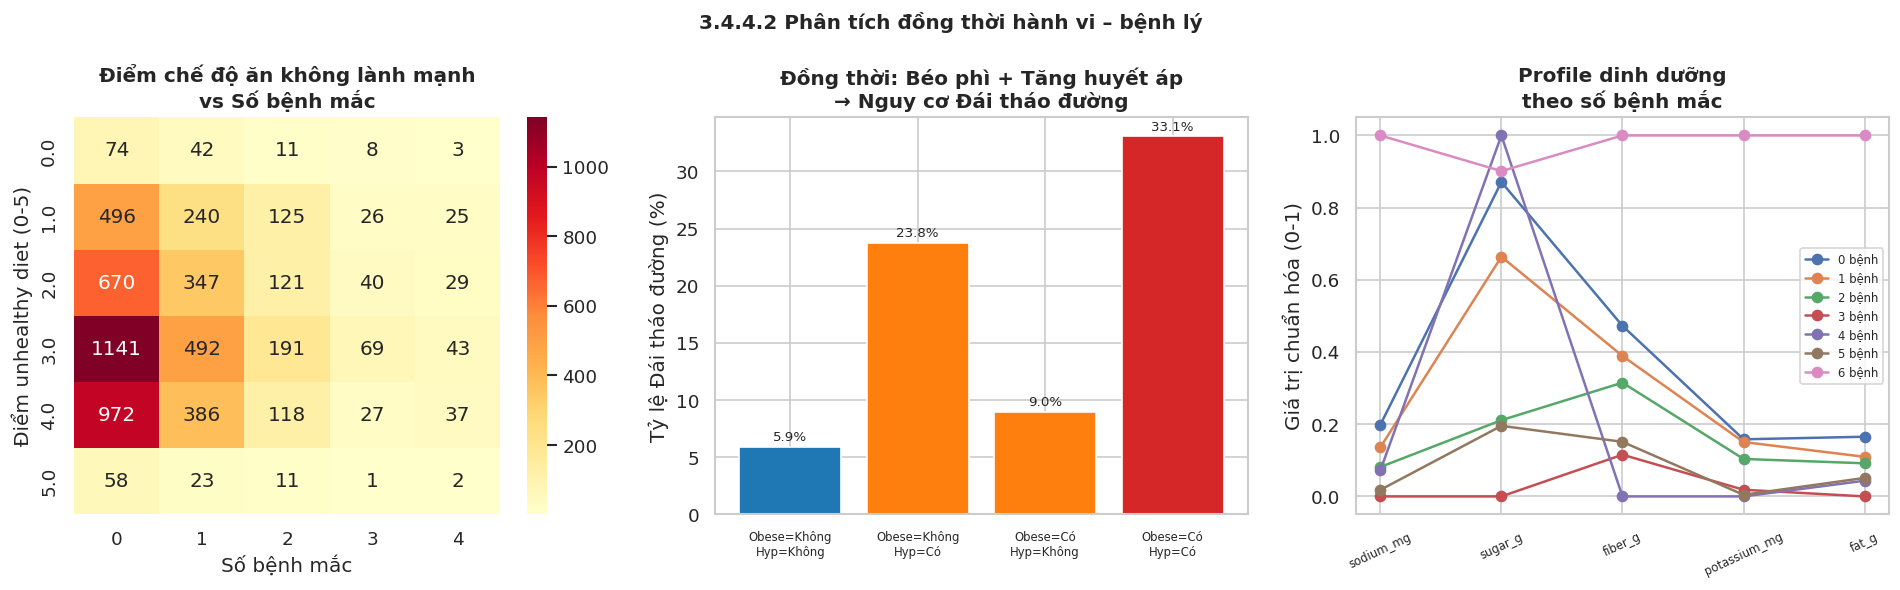 3.4.4.2 Phân tích đồng thời hành vi – bệnh lý
Điểm chế độ ăn không lành mạnh
vs Số bệnh mắc
Điểm unhealthy diet (0-5)
0.0
1.0
2.0
3.0
4.0
5.0
74 42 11 8 3
496 240 125 26 25
670 347 121 40 29
1141 492 191 69 43
972 386 118 27 37
58 23 11 1 2
0 1 2 3 4
Số bệnh mắc
1000
800
600
400
200
Đồng thời: Béo phì + Tăng huyết áp
→ Nguy cơ Đái tháo đường
Tỷ lệ Đái tháo đường (%)
30
25
20
15
10
5
0
5.9%
23.8%
9.0%
33.1%
Obese=Không
Hyp=Không
Obese=Không
Hyp=Có
Obese=Có
Hyp=Không
Obese=Có
Hyp=Có
Profile dinh dưỡng
theo số bệnh mắc
Giá trị chuẩn hóa (0-1)
1.0
0.8
0.6
0.4
0.2
0.0
0 bệnh
1 bệnh
2 bệnh
3 bệnh
4 bệnh
5 bệnh
6 bệnh
sodium_mg
sugar_g
fiber_g
potassium_mg
fat_g